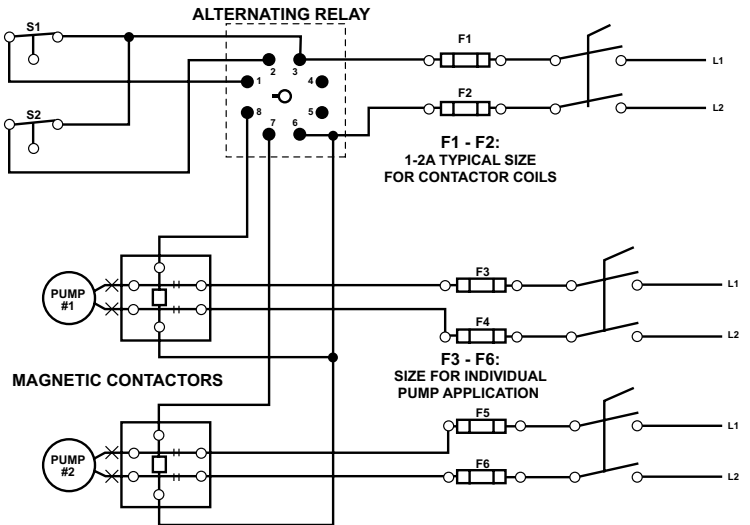 ALTERNATING RELAY
S1
F1
2
3
L1
1
4
F2
S2
8
5
L2
7
6
F1 - F2:
1-2A TYPICAL SIZE
FOR CONTACTOR COILS
F3
L1
PUMP
#1
F4
L2
F3 - F6:
MAGNETIC CONTACTORS
SIZE FOR INDIVIDUAL
PUMP APPLICATION
F5
L1
PUMP
#2
F6
L2